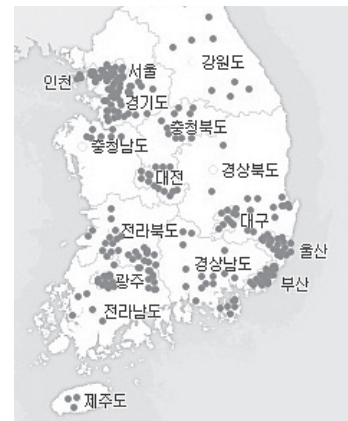 서울
강원도
인천
경기도
충청북도
충청남도
대전
경상북도
대구
전라북도
울산
경상남도
광주
부산
전라남도
제주도